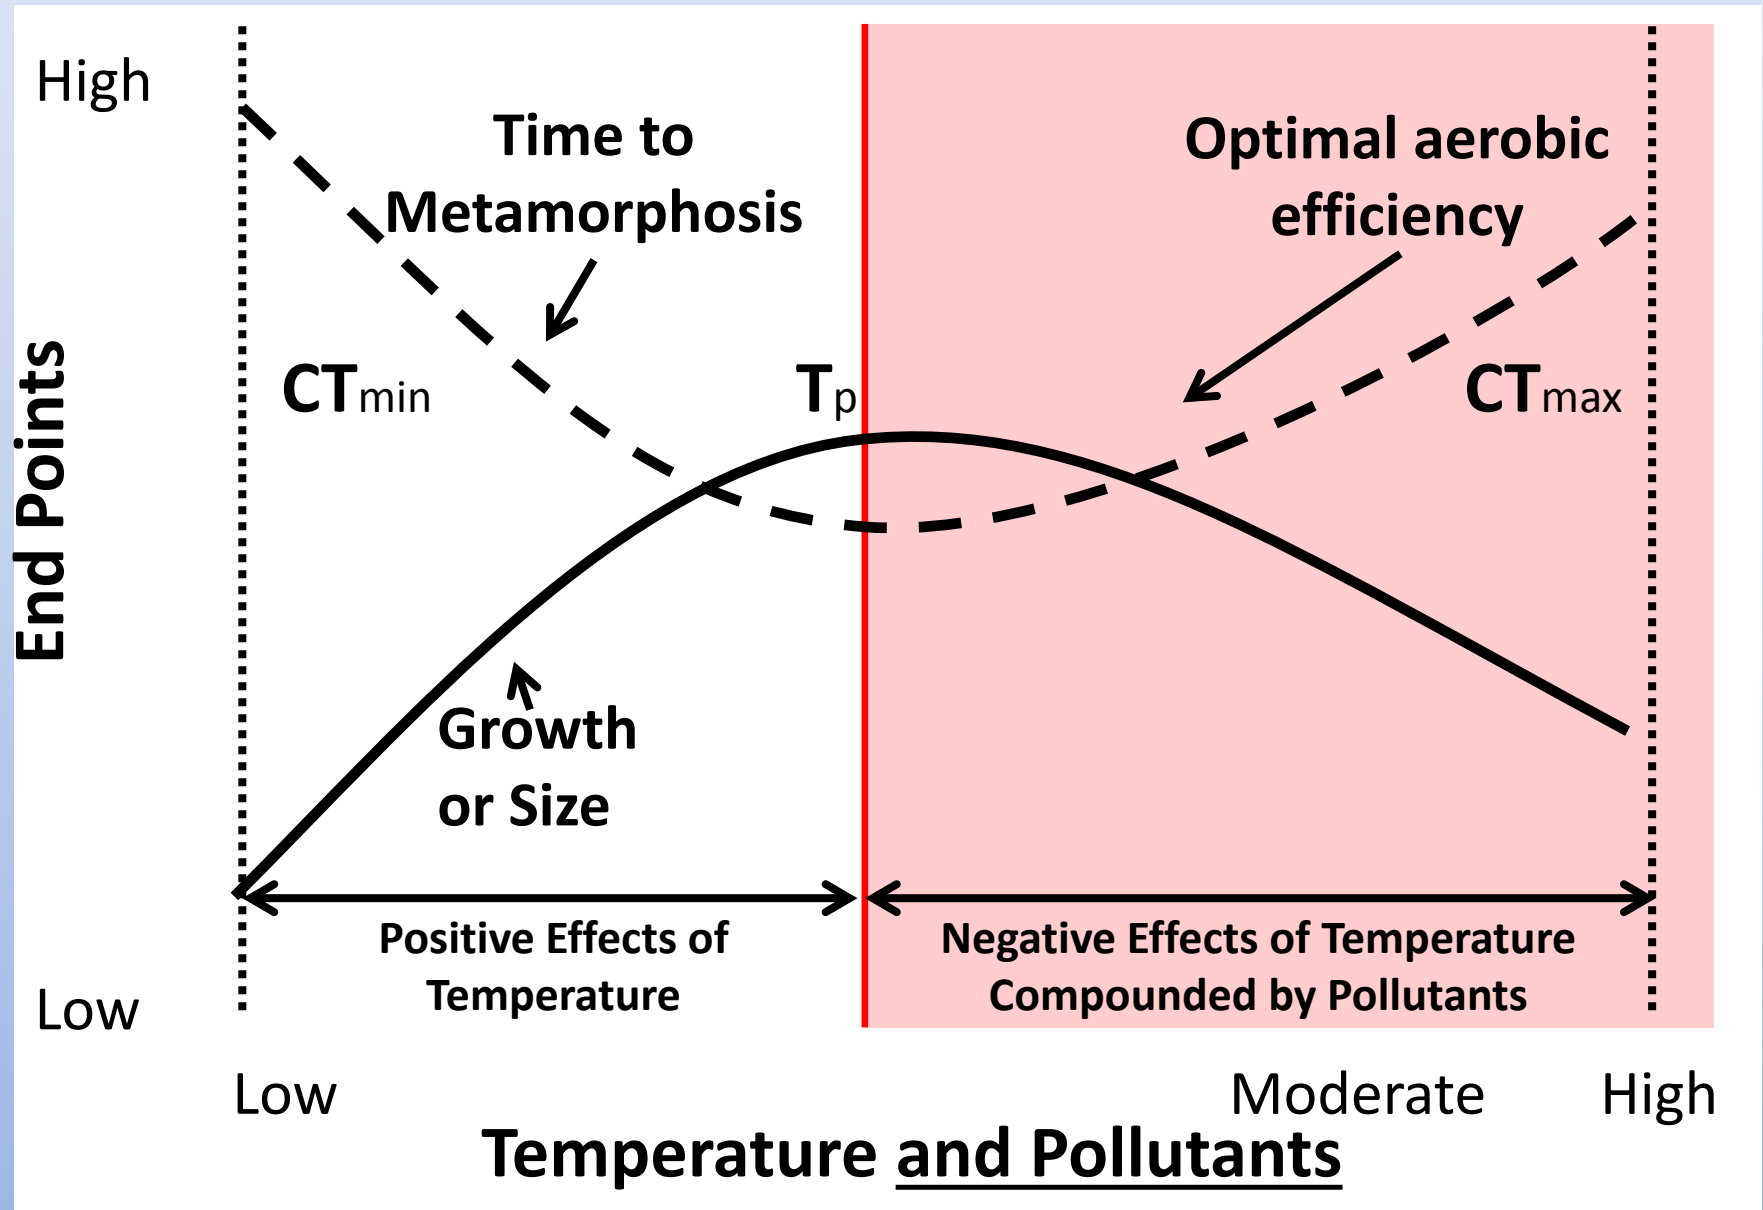 High
Time to
Metamorphosis
Optimal aerobic
efficiency
CTmin
Tp
CTmax
End Points
Growth
or Size
Positive Effects of
Temperature
Negative Effects of Temperature
Compounded by Pollutants
Low
Low
Moderate
High
Temperature and Pollutants